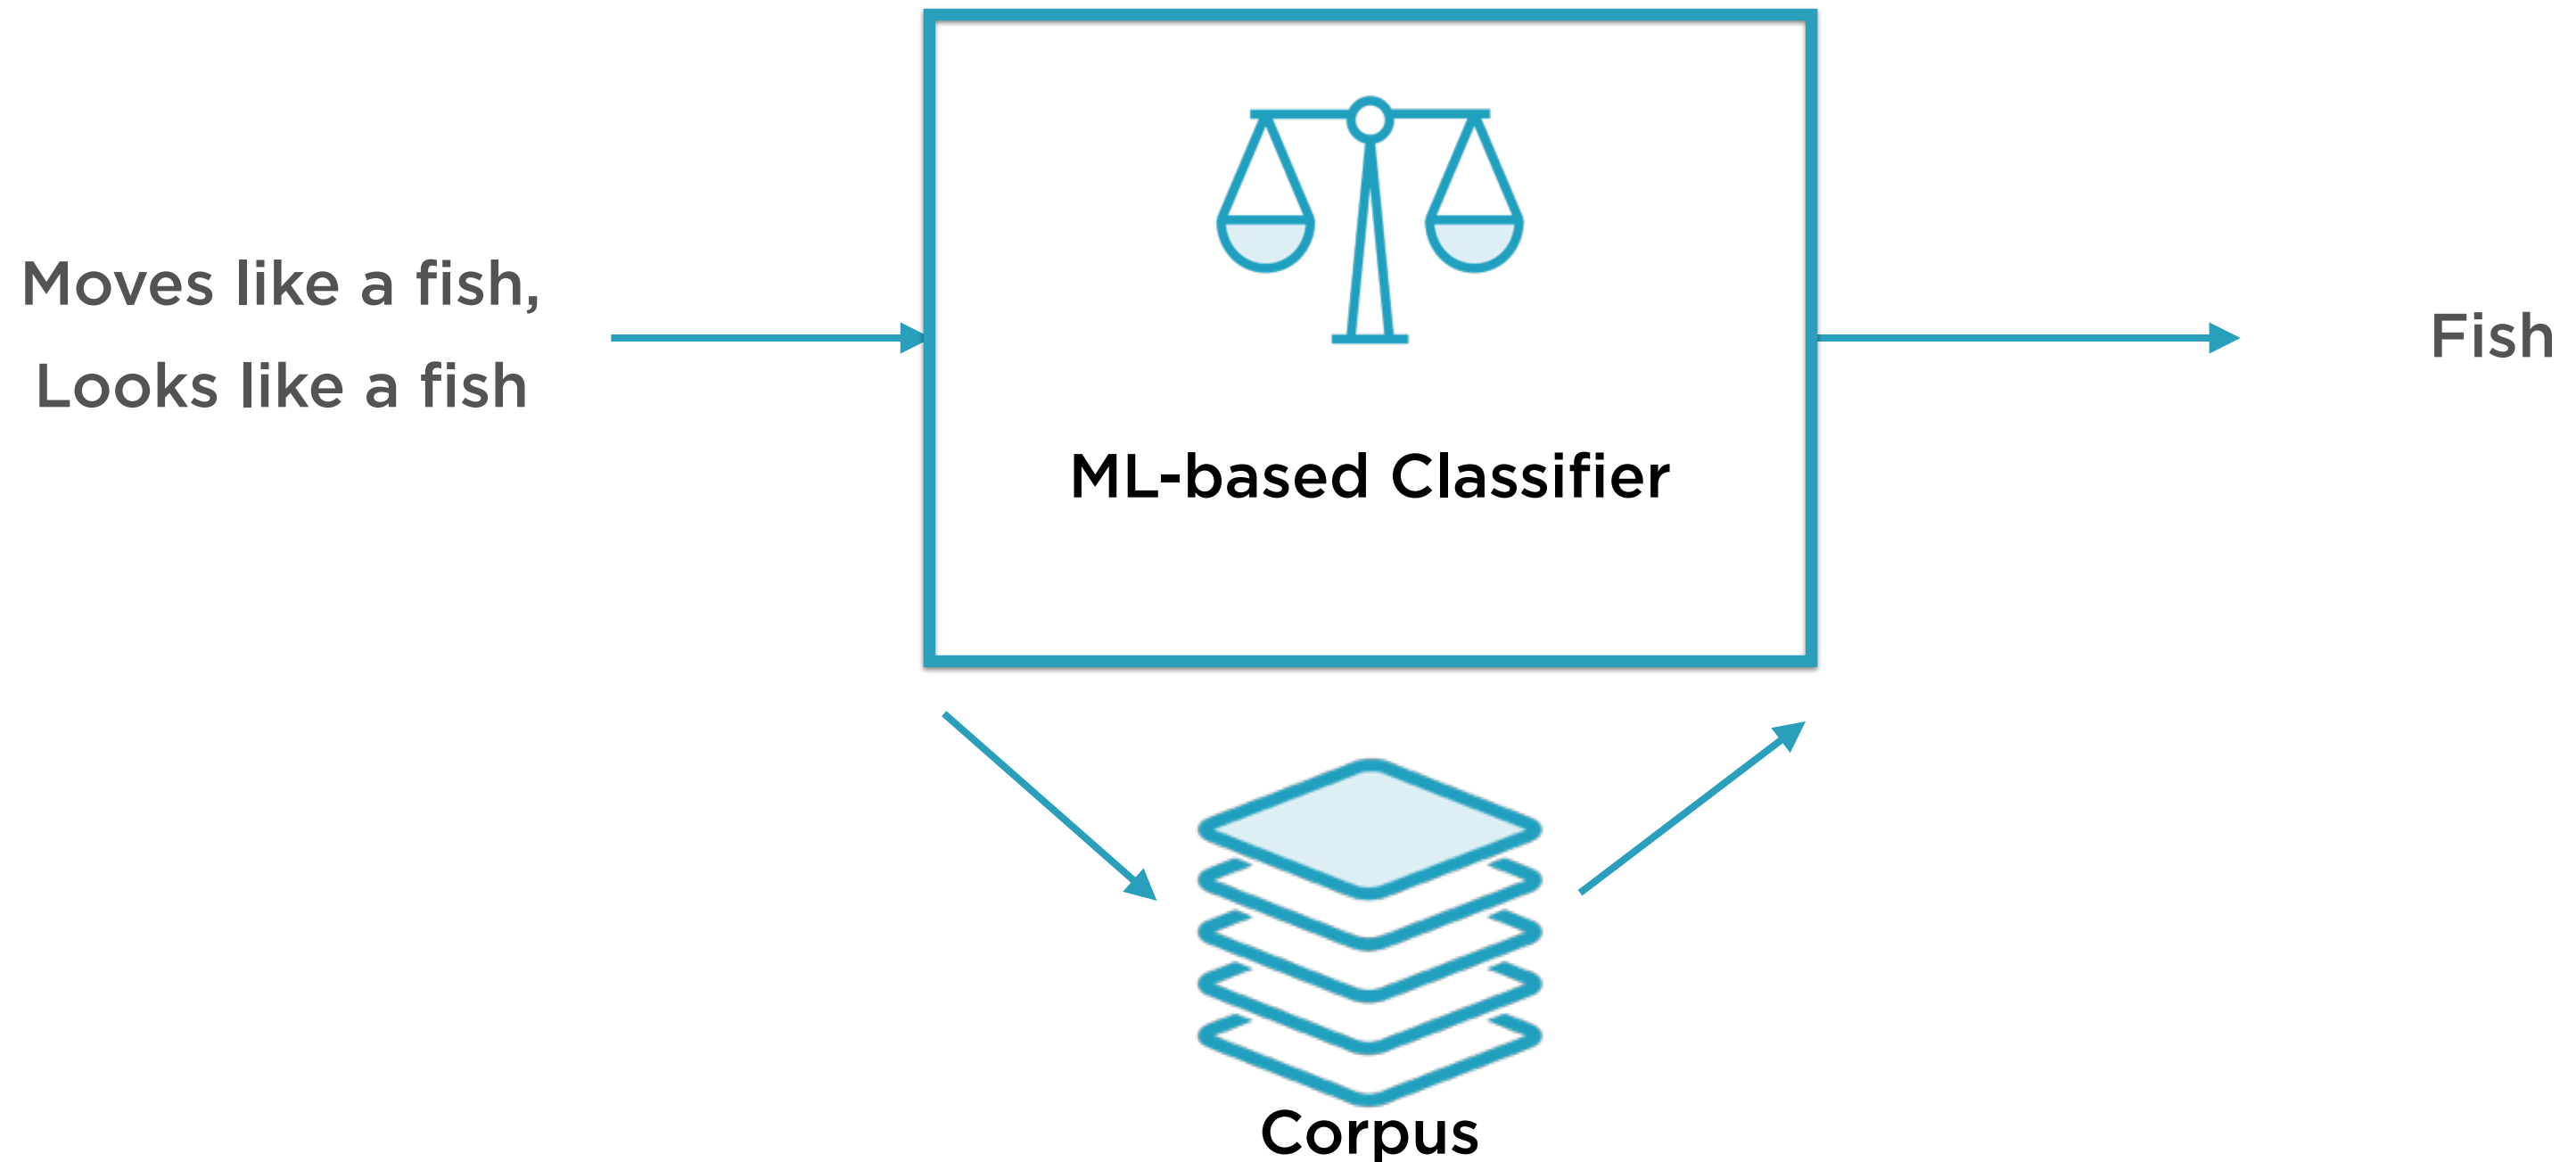 Moves like a fish,
Looks like a fish
ML-based Classifier
Fish
Corpus